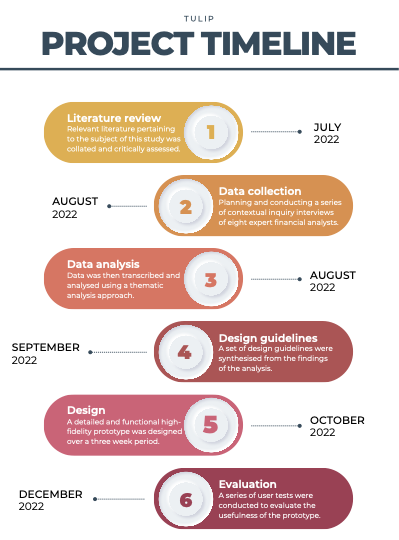 TULIP
PROJECT TIMELINE
Literature review
Relevant literature pertaining
to the subject of this study was
collated and critically assessed.
1
JULY
2022
AUGUST
2022
2
Data collection
Planning and conducting a series
of contextual inquiry interviews
of eight expert financial analysts.
Data analysis
Data was then transcribed and
analysed using a thematic
analysis approach.
3
AUGUST
2022
SEPTEMBER
2022
4
Design guidelines
A set of design guidelines were
synthesised from the findings
of the analysis.
Design
A detailed and functional high-
fidelity prototype was designed
over a three week period.
5
OCTOBER
2022
DECEMBER
2022
6
Evaluation
A series of user tests were
conducted to evaluate the
usefulness of the prototype.